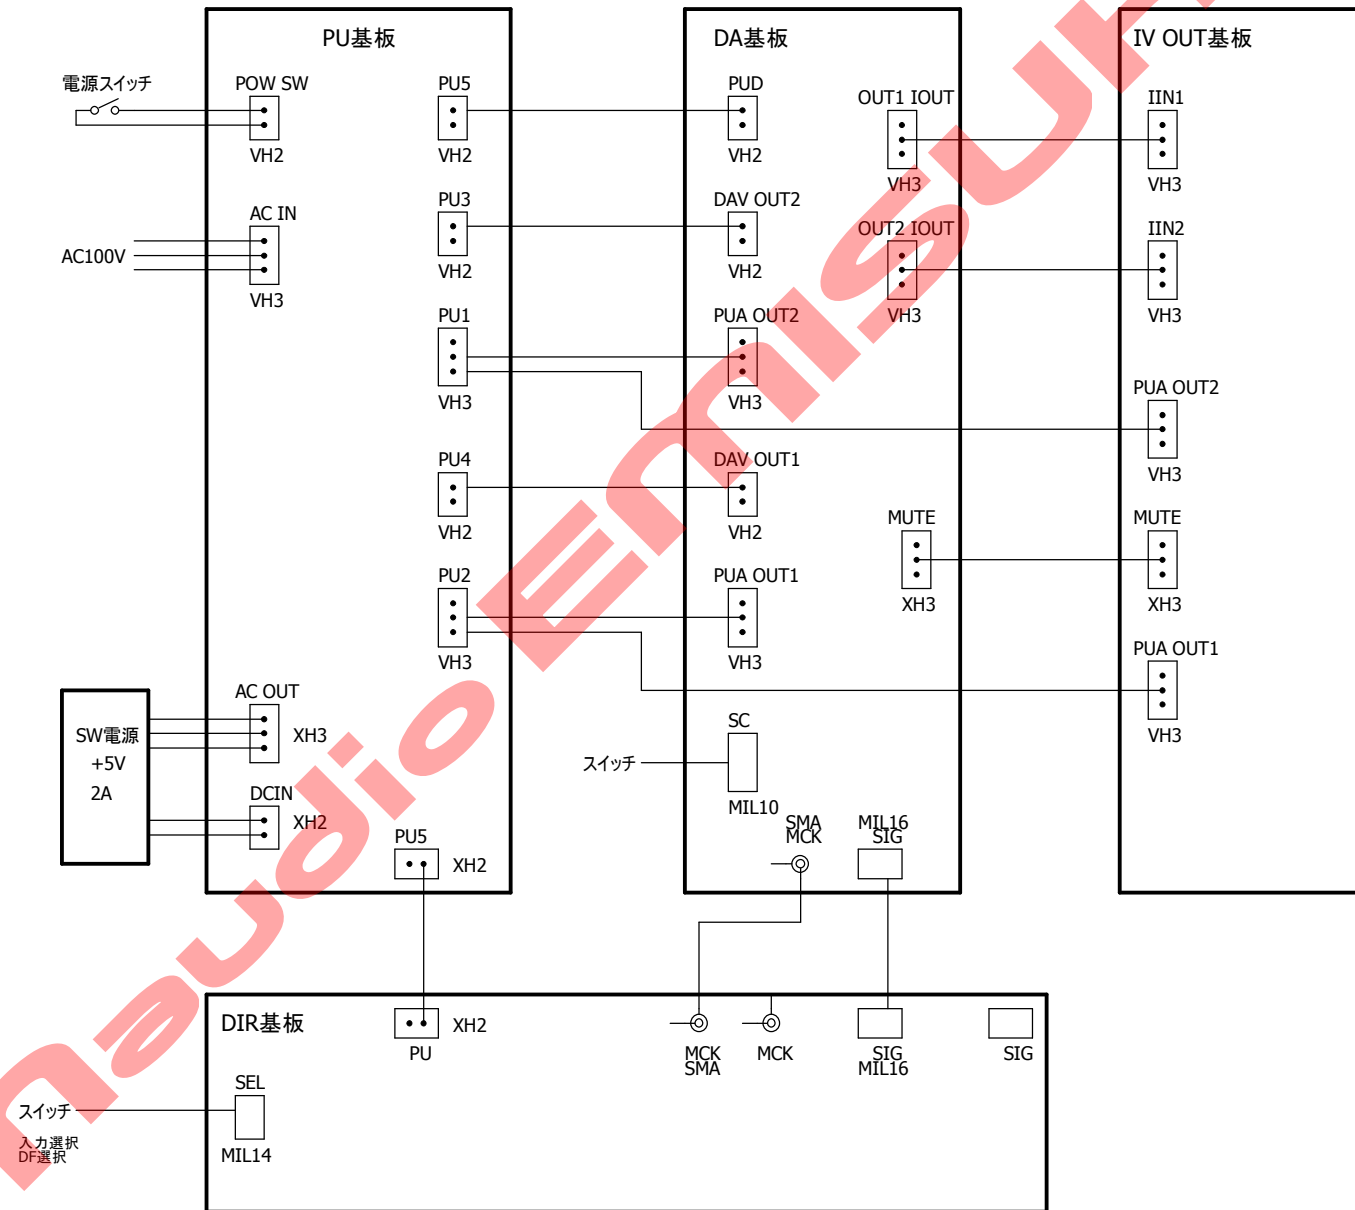 PU基板
電源スイッチ
POW SW
VH2
AC IN
AC100V
VH3
PU5
VH2
PU3
VH2
PU1
VH3
PU4
VH2
PU2
VH3
AC OUT
XH3
SW電源
+5V
2A
DCIN
XH2
PU5
XH2
DA基板
PUD
VH2
OUT1 IOUT
VH3
DAV OUT2
VH2
OUT2 IOUT
VH3
PUA OUT2
VH3
DAV OUT1
VH2
MUTE
XH3
PUA OUT1
VH3
SC
スイッチ
MIL10
SMA
MCK
MIL16
SIG
IV OUT基板
IIN1
VH3
IIN2
VH3
PUA OUT2
VH3
MUTE
XH3
PUA OUT1
VH3
DIR基板
XH2
PU
MCK
SMA
MCK
SIG
MIL16
SIG
SEL
スイッチ
入力選択
DF選択
MIL14